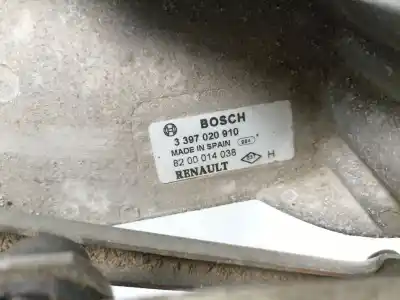 BOSCH
3 397 020 910
MADE IN SPAIN
82 00 014 038
RENAULT H